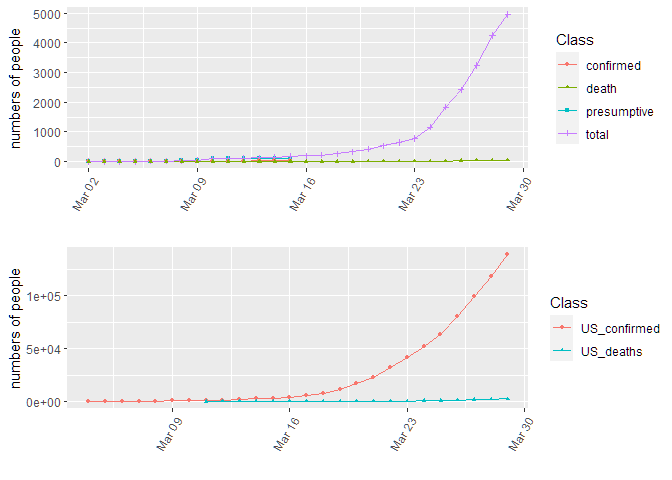 numbers of people
5000
4000
3000
2000
1000
0
Mar 02
Mar 09
Mar 16
Mar 23
Mar 30
Class
confirmed
death
presumptive
total
numbers of people
1e+05
5e+04
0e+00
Mar 09
Mar 16
Mar 23
Mar 30
Class
US_confirmed
US_deaths